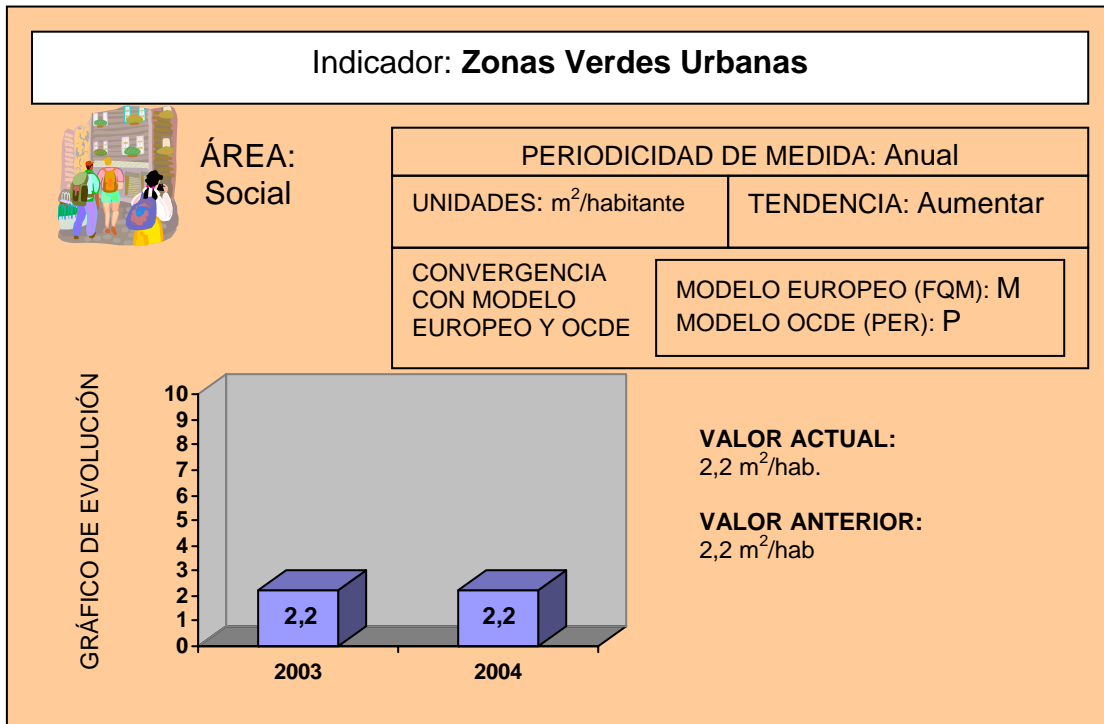 Indicador: Zonas Verdes Urbanas
ÁREA:
Social
PERIODICIDAD DE MEDIDA: Anual
UNIDADES: m²/habitante
TENDENCIA: Aumentar
CONVERGENCIA
CON MODELO
EUROPEO Y OCDE
MODELO EUROPEO (FQM): M
MODELO OCDE (PER): P
GRÁFICO DE EVOLUCIÓN
10
9
8
7
6
5
4
3
2
1
0
2,2
2,2
2003
2004
VALOR ACTUAL:
2,2 m²/hab.
VALOR ANTERIOR:
2,2 m²/hab